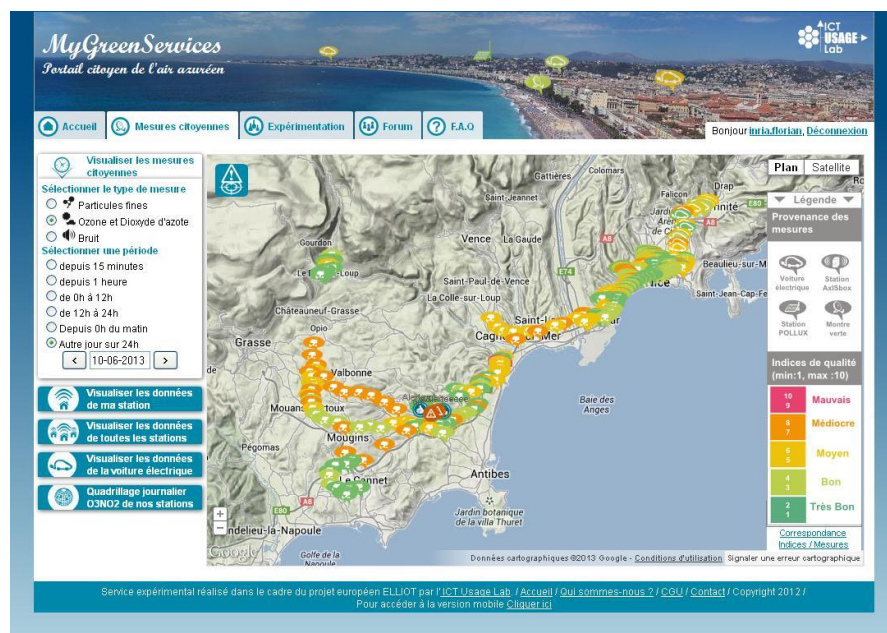 MyGreenServices
Portail citoyen de l'air azuréen
ICT
USAGE
Lab
Accueil
Mesures citoyennes
Expérimentation
Forum
F.A.Q
Bonjour inria.florian, Déconnexion
Visualiser les mesures
citoyennes
Sélectionner le type de mesure
Particules fines
Ozone et Dioxyde d'azote
Bruit
Sélectionner une période
depuis 15 minutes
depuis 1 heure
de 0h à 12h
de 12h à 24h
Depuis 0h du matin
Autre jour sur 24h
< 10-06-2013 >
Visualiser les données
de ma station
Visualiser les données
de toutes les stations
Visualiser les données
de la voiture électrique
Quadrillage journalier
O3NO2 de nos stations
Gattières
Colomars
Saint-Jeannet
Falicon
Drap
E80
A8
Gourdon
Vence
La Gaude
E74
Beaulieu-sur-M
Saint-Paul-de-Vence
La Colle-sur-Loup
Saint-Jean-Cap-Fe
Châteauneuf-Grasse
Opio
Grasse
Valbonne
Baie des
Anges
Mougins
Pégomas
Antibes
E80
A8
Jardin botanique
de la villa Thuret
ndelieu-la-Napoule
Golfe de la
Napoule
+
−
Google
Données cartographiques ©2013 Google - Conditions d'utilisation
Signaler une erreur cartographique
Plan
Satellite
Légende
Provenance des
mesures
Voiture
électrique
Station
AxISbox
Station
POLLUX
Montre
verte
Indices de qualité
(min:1, max :10)
10
9
Mauvais
8
7
Médiocre
6
5
Moyen
4
3
Bon
2
1
Très Bon
Correspondance
Indices / Mesures
Service expérimental réalisé dans le cadre du projet européen ELLIOT par l'ICT Usage Lab / Accueil / Qui sommes-nous ? / CGU / Contact / Copyright 2012 /
Pour accéder à la version mobile Cliquer ici